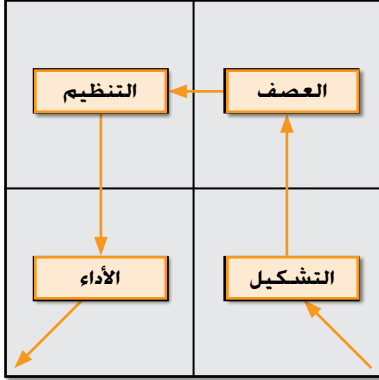 العصف
التنظيم
التشكيل
الأداء